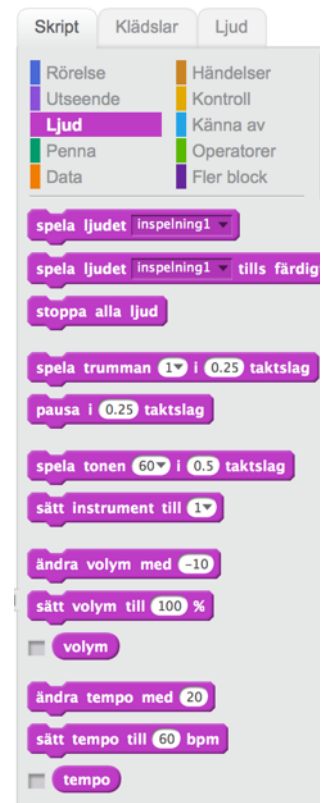 Skript Klädslar Ljud
Rörelse Händelser
Utseende Kontroll
Ljud Känna av
Penna Operatorer
Data Fler block
spela ljudet inspelning1
spela ljudet inspelning1 tills färdigt
stoppa alla ljud
spela trumman 1 i 0.25 taktslag
pausa i 0.25 taktslag
spela tonen 60 i 0.5 taktslag
sätt instrument till 1
ändra volym med -10
sätt volym till 100 %
volym
ändra tempo med 20
sätt tempo till 60 bpm
tempo